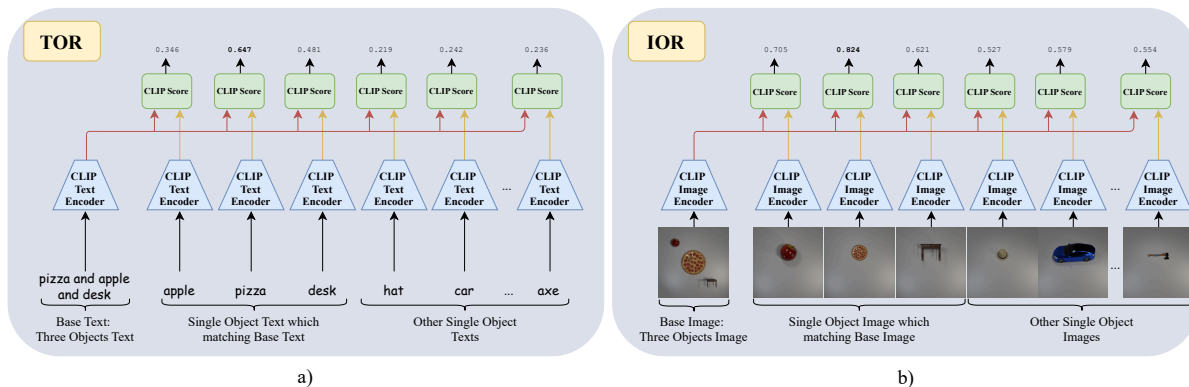 TOR
0.346 0.647 0.481 0.219 0.242 0.236
CLIP Score CLIP Score CLIP Score CLIP Score CLIP Score CLIP Score
CLIP Text Encoder
CLIP Text Encoder
CLIP Text Encoder
CLIP Text Encoder
CLIP Text Encoder
CLIP Text Encoder
...
CLIP Text Encoder
pizza and apple
and desk
apple pizza desk hat car ... axe
Base Text:
Three Objects Text
Single Object Text which
matching Base Text
Other Single Object
Texts
a)
IOR
0.705 0.824 0.621 0.527 0.579 0.554
CLIP Score CLIP Score CLIP Score CLIP Score CLIP Score CLIP Score
CLIP Image Encoder
CLIP Image Encoder
CLIP Image Encoder
CLIP Image Encoder
CLIP Image Encoder
CLIP Image Encoder
...
CLIP Image Encoder
...
Base Image:
Three Objects Image
Single Object Image which
matching Base Image
Other Single Object
Images
b)